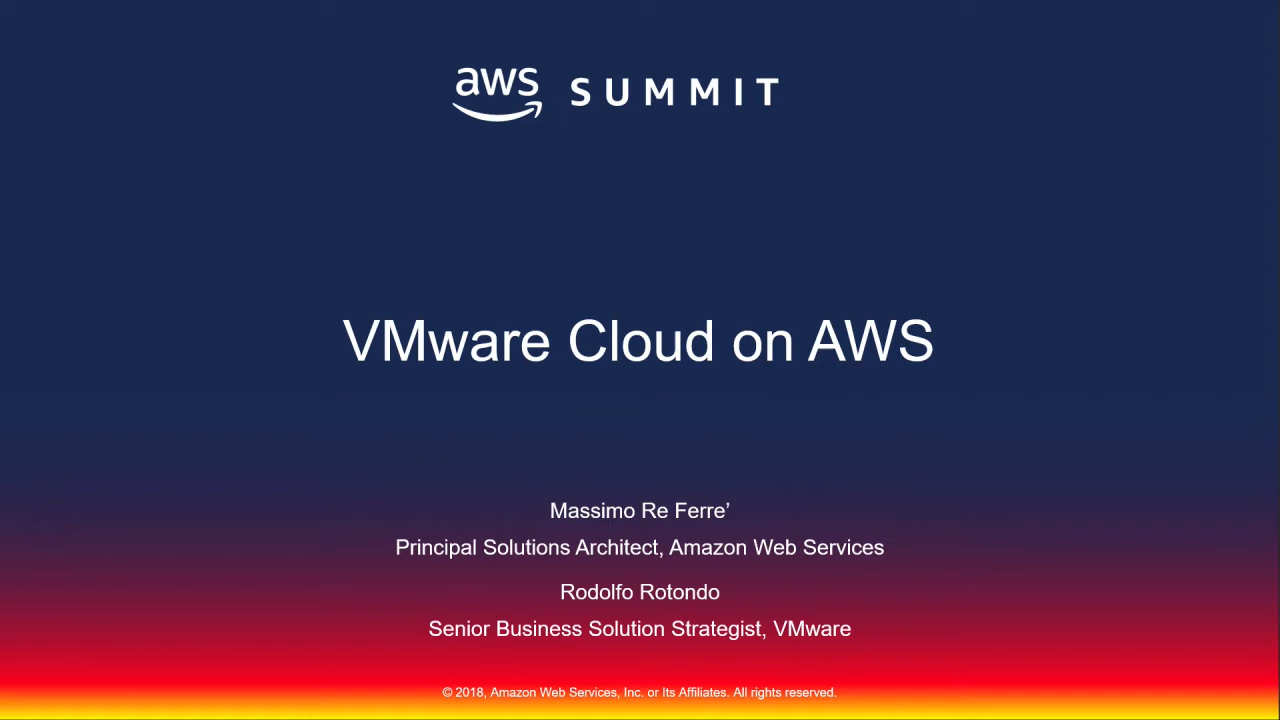 aws SUMMIT
VMware Cloud on AWS
Massimo Re Ferre’
Principal Solutions Architect, Amazon Web Services
Rodolfo Rotondo
Senior Business Solution Strategist, VMware
© 2018, Amazon Web Services, Inc. or Its Affiliates. All rights reserved.